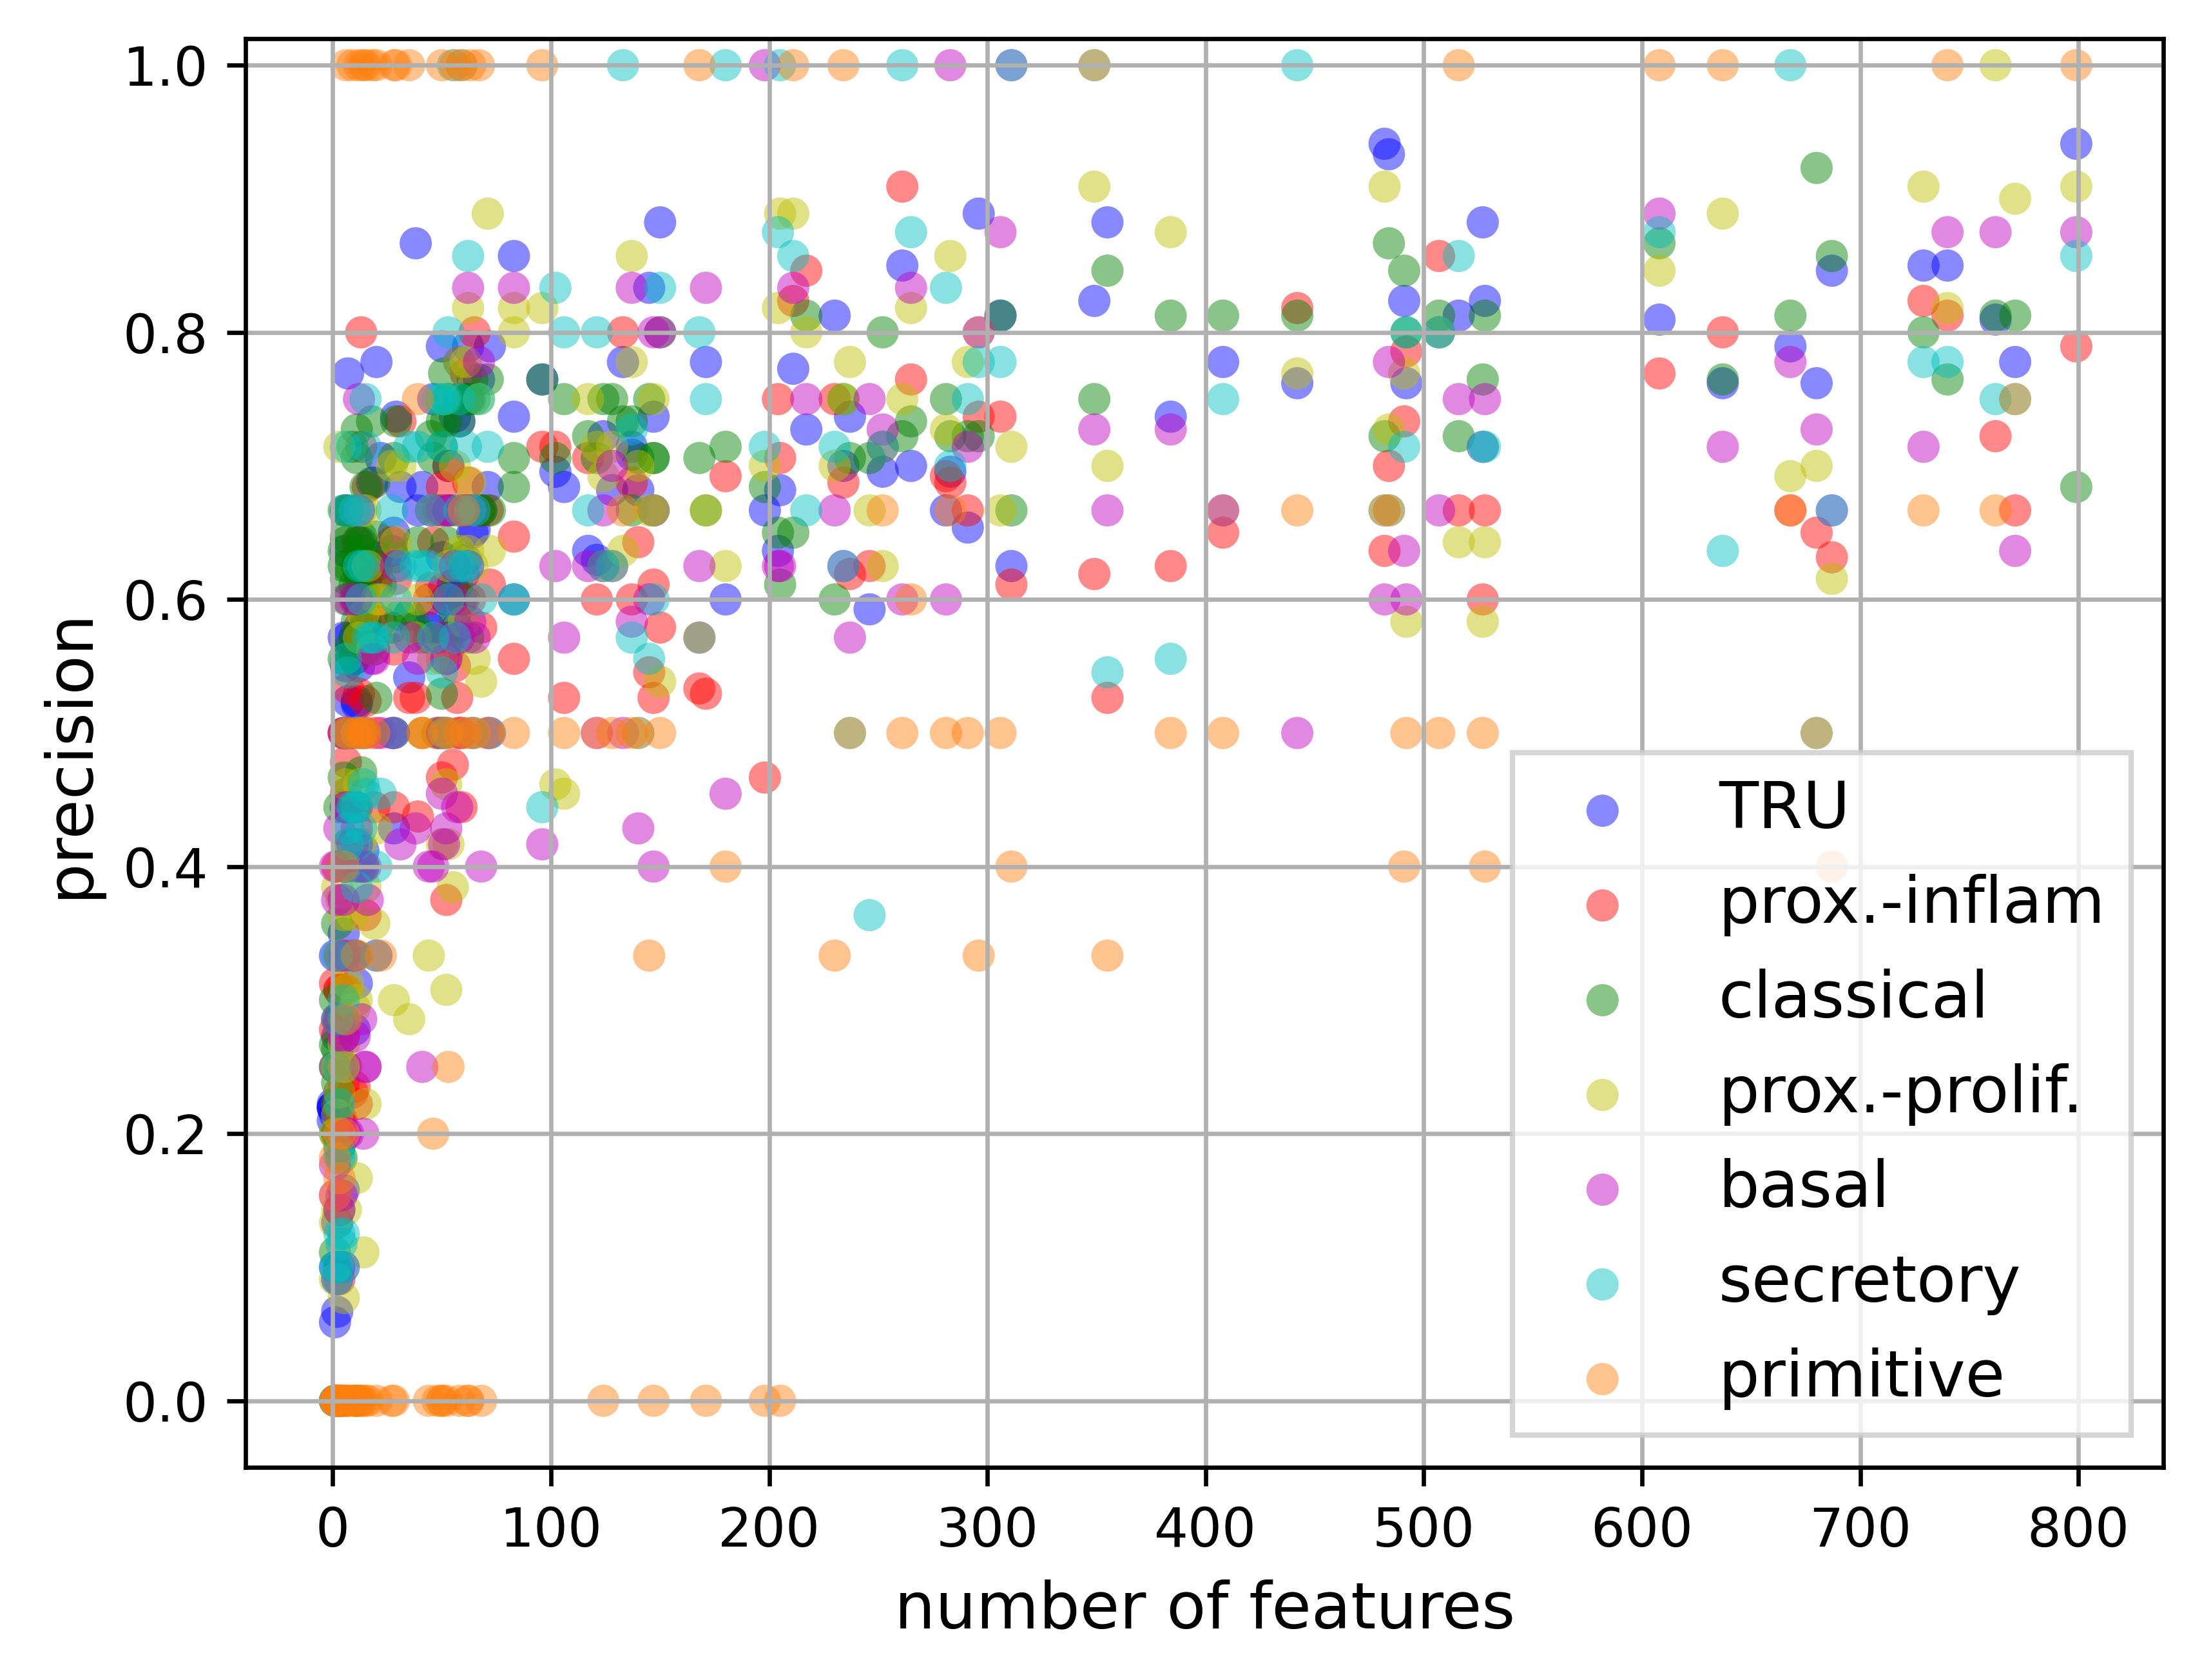 1.0
0.8
0.6
0.4
0.2
0.0
precision
TRU
prox.-inflam
classical
prox.-prolif.
basal
secretory
primitive
0 100 200 300 400 500 600 700 800
number of features